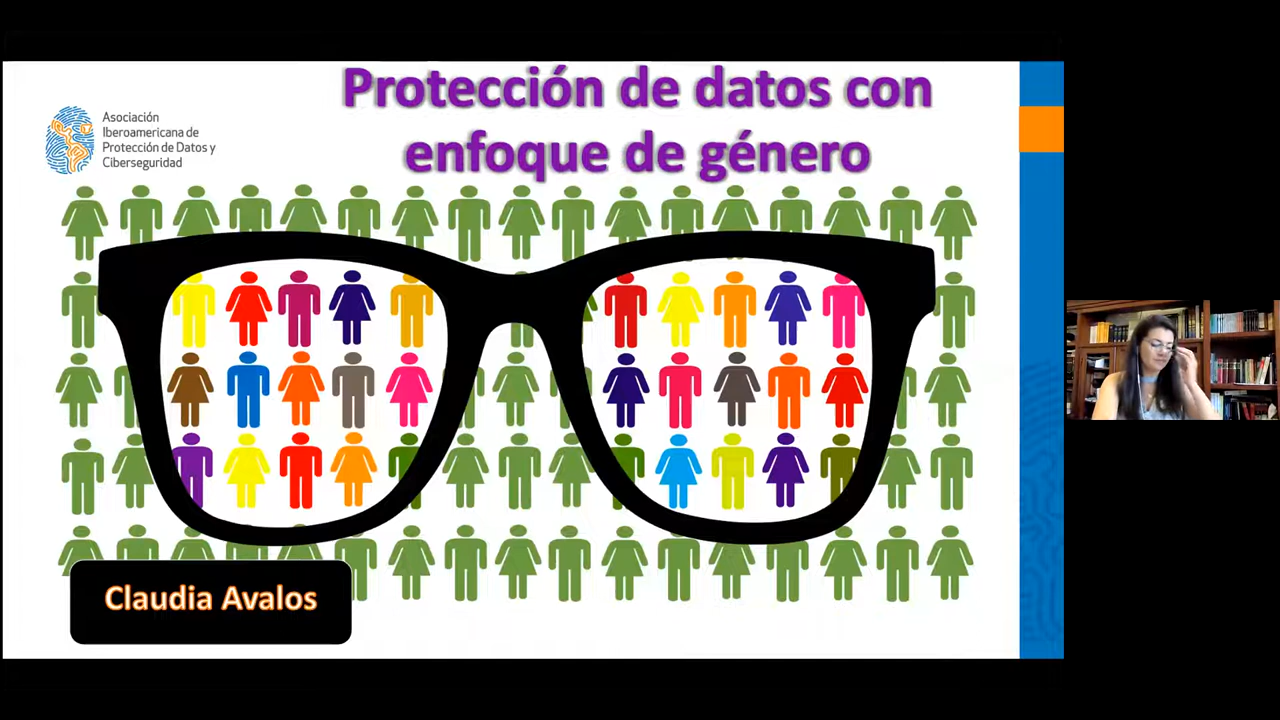 Protección de datos con
enfoque de género
Asociación
Iberoamericana de
Protección de Datos y
Ciberseguridad
Claudia Avalos